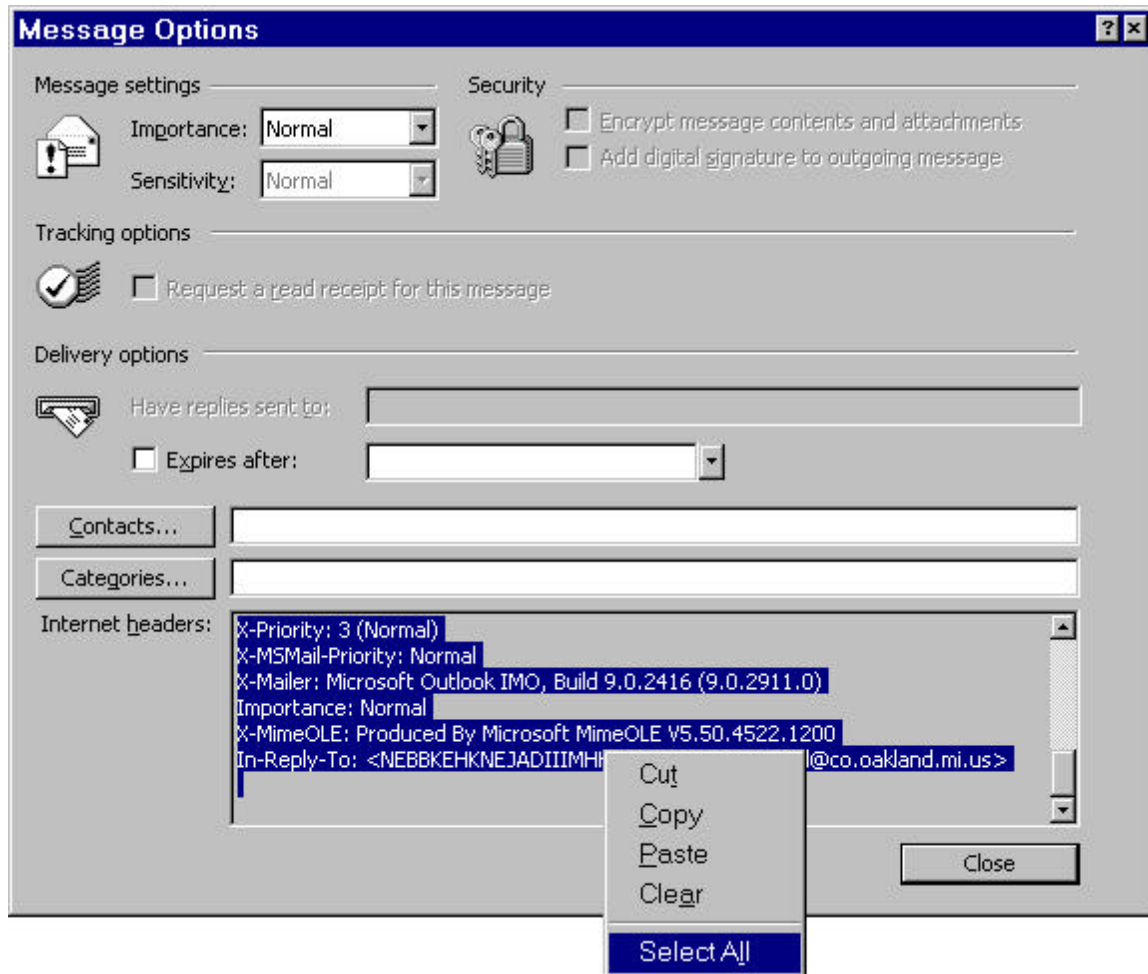 Message Options
Message settings
Security
Importance: Normal
Encrypt message contents and attachments
Sensitivity: Normal
Add digital signature to outgoing message
Tracking options
Request a read receipt for this message
Delivery options
Have replies sent to:
Expires after:
Contacts...
Categories...
Internet headers:
X-Priority: 3 (Normal)
X-MSMail-Priority: Normal
X-Mailer: Microsoft Outlook IMO, Build 9.0.2416 (9.0.2911.0)
Importance: Normal
X-MimeOLE: Produced By Microsoft MimeOLE V5.50.4522.1200
In-Reply-To: <NEBBKEHKNEJADIIIMH @co.oakland.mi.us>
Cut
Copy
Paste
Clear
Select All
Close